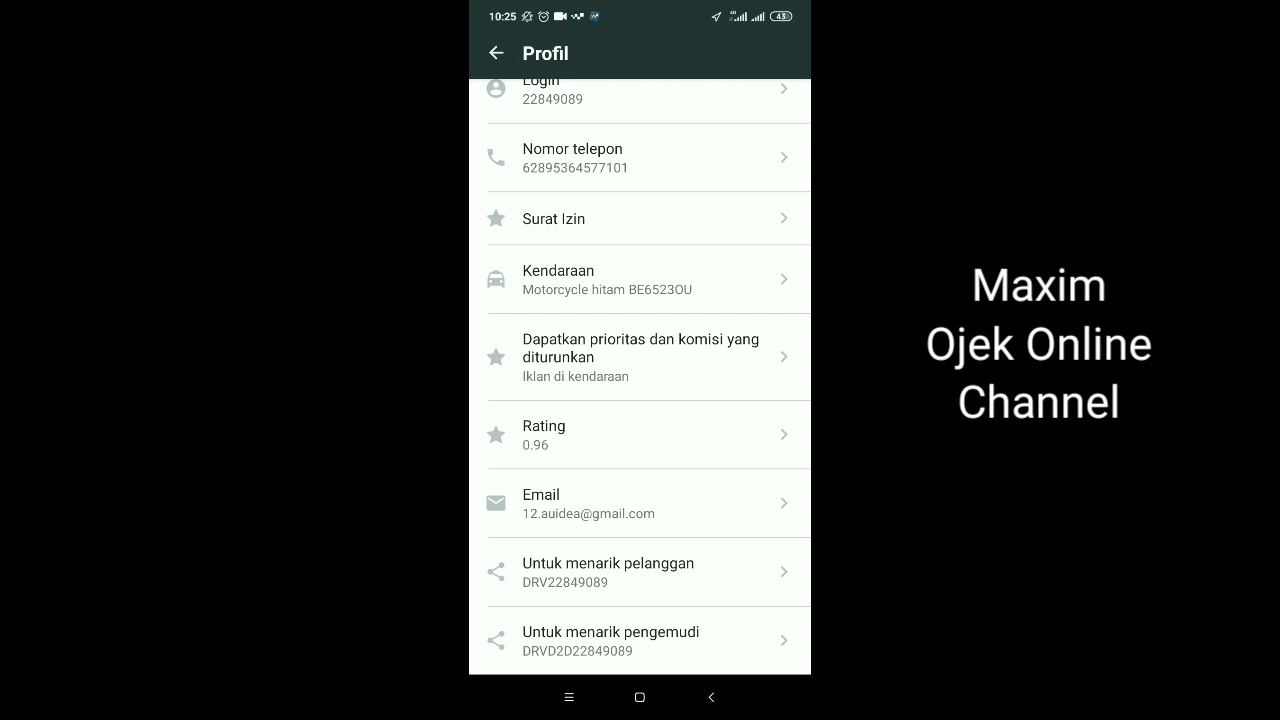 10:25
43
Profil
Login
22849089
Nomor telepon
62895364577101
Surat Izin
Kendaraan
Motorcycle hitam BE6523OU
Dapatkan prioritas dan komisi yang
diturunkan
Iklan di kendaraan
Rating
0.96
Email
12.auidea@gmail.com
Untuk menarik pelanggan
DRV22849089
Untuk menarik pengemudi
DRVD2D22849089
Maxim
Ojek Online
Channel